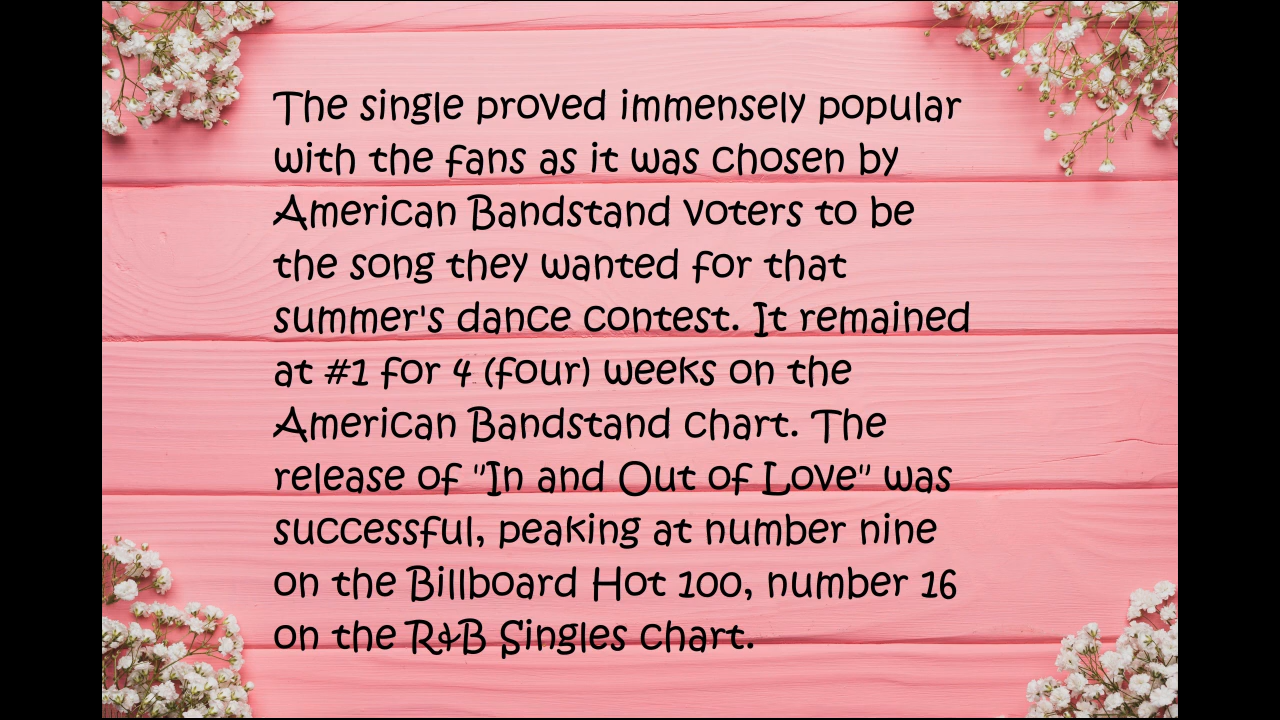 The single proved immensely popular
with the fans as it was chosen by
American Bandstand voters to be
the song they wanted for that
summer's dance contest. It remained
at #1 for 4 (four) weeks on the
American Bandstand chart. The
release of "In and Out of Love" was
successful, peaking at number nine
on the Billboard Hot 100, number 16
on the R&B Singles chart.